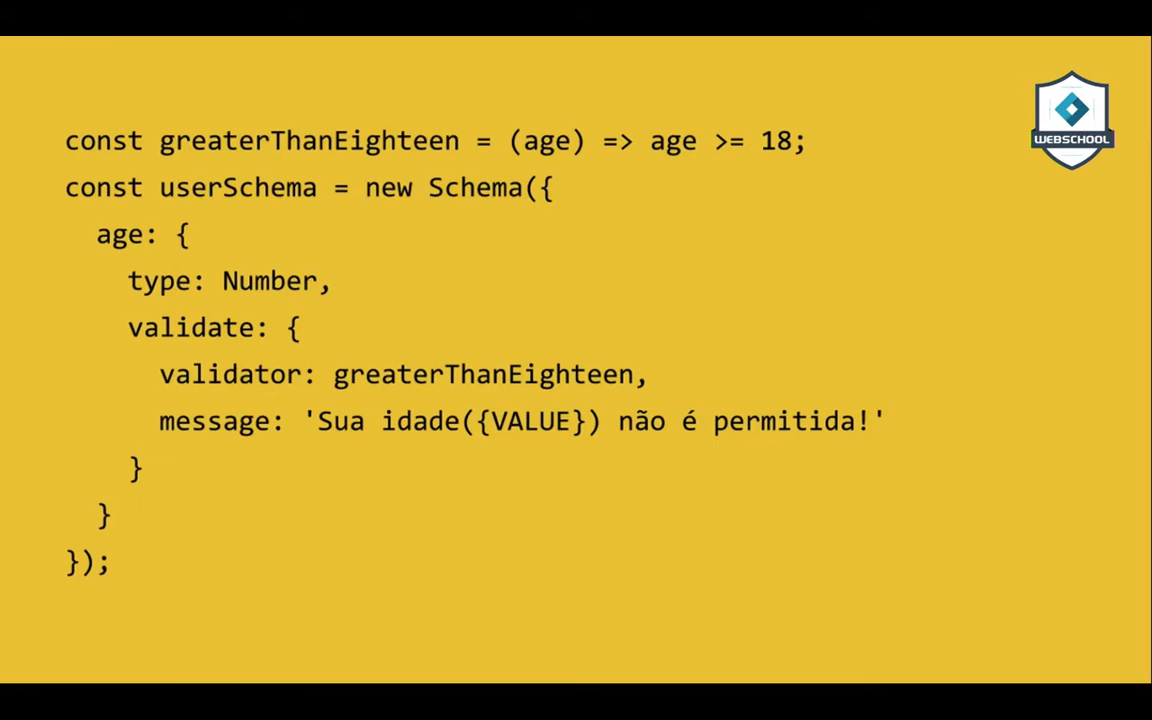 WEBSCHOOL
const greaterThanEighteen = (age) => age >= 18;
const userSchema = new Schema({
  age: {
    type: Number,
    validate: {
      validator: greaterThanEighteen,
      message: 'Sua idade({VALUE}) não é permitida!'
    }
  }
});